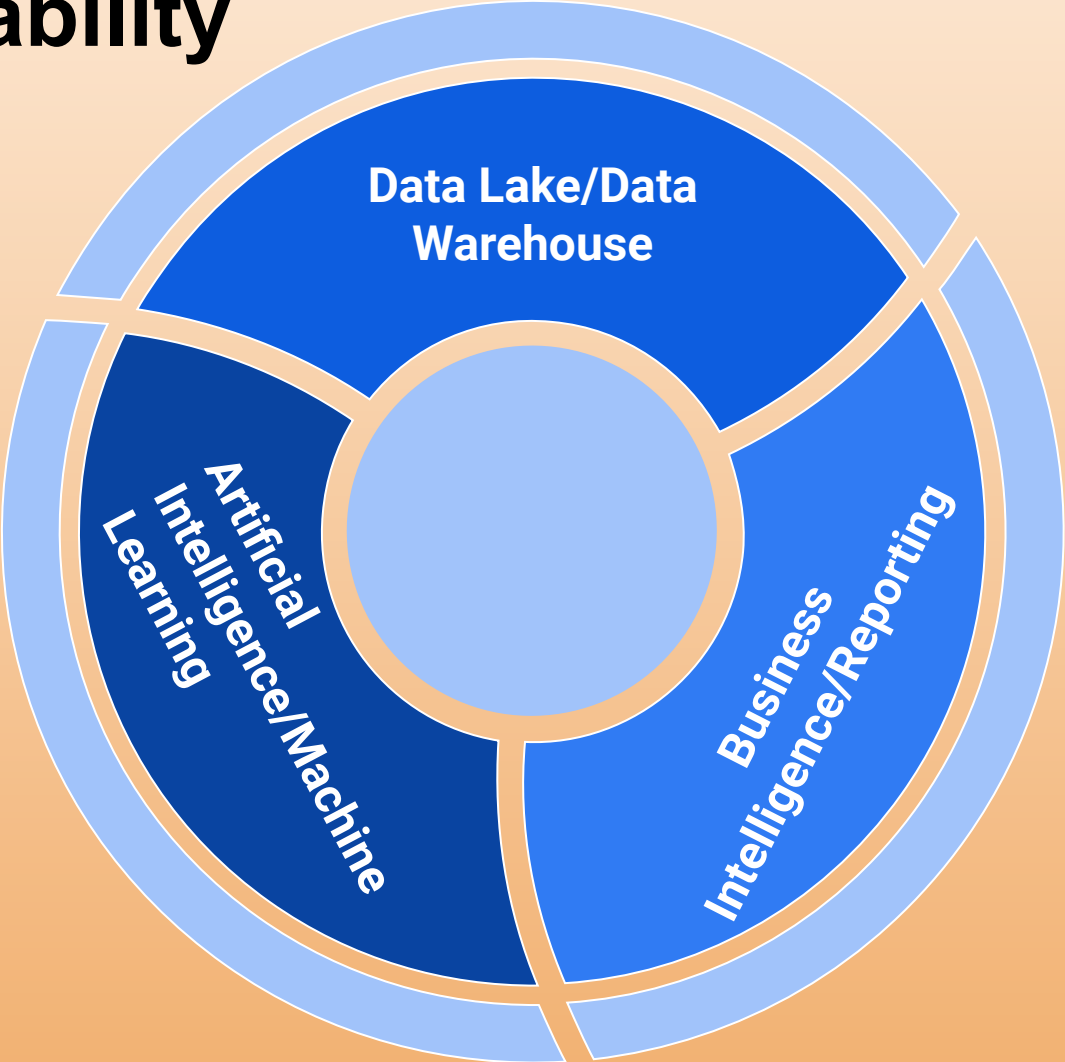 ability
Data Lake/Data
Warehouse
Artificial
Intelligence/Machine
Learning
Business
Intelligence/Reporting